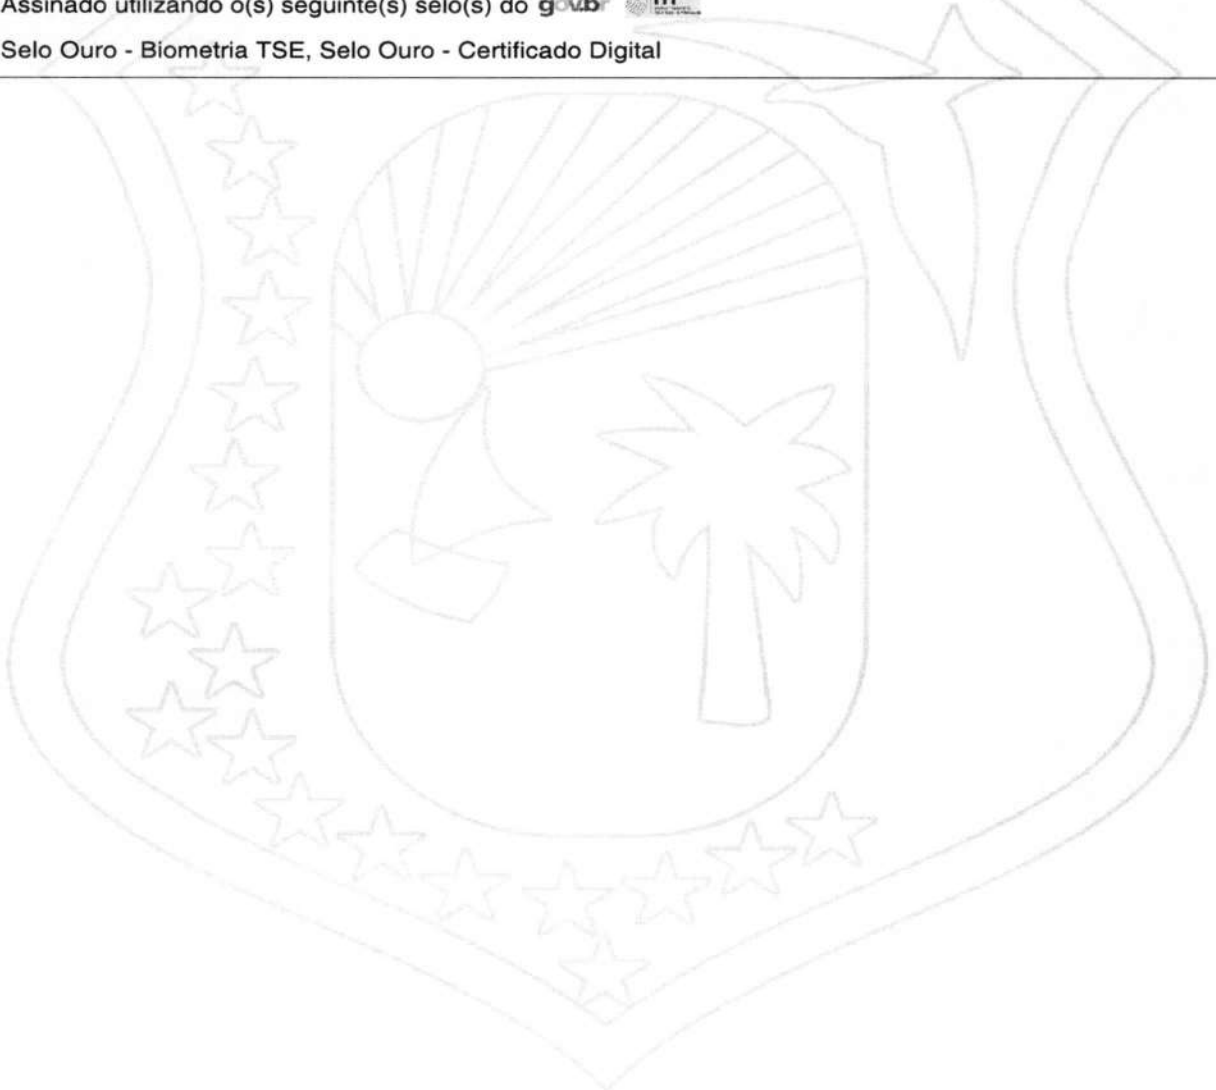 Assinado utilizando o(s) seguinte(s) selo(s) do gov.br
Selo Ouro - Biometria TSE, Selo Ouro - Certificado Digital